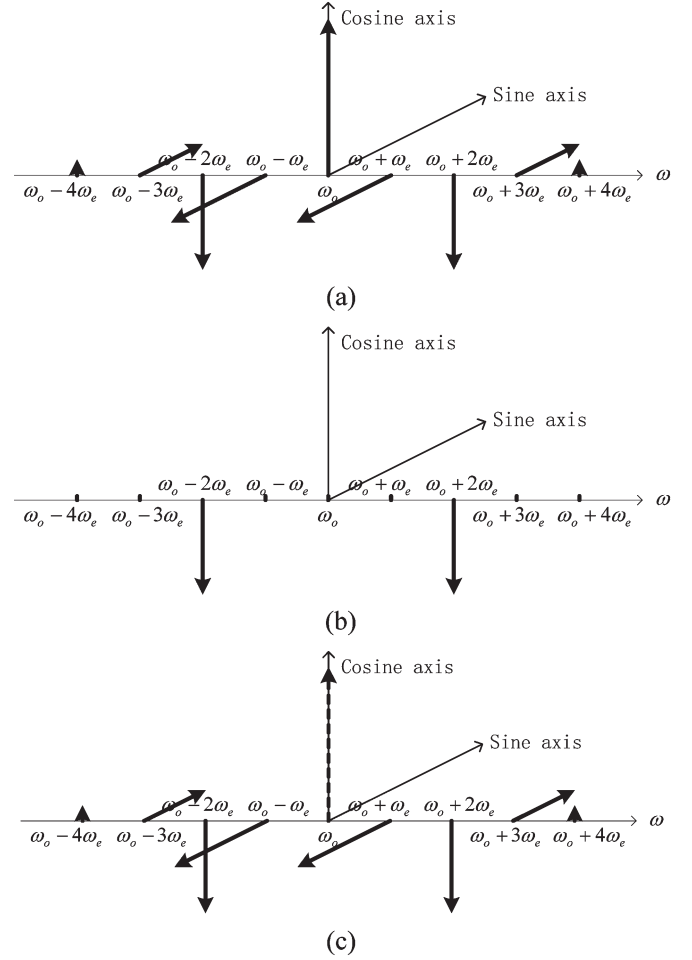 Cosine axis
Sine axis
ω_o − 2ω_e ω_o − ω_e ω_o + ω_e ω_o + 2ω_e
ω
ω_o − 4ω_e ω_o − 3ω_e ω_o ω_o + 3ω_e ω_o + 4ω_e
(a)
Cosine axis
Sine axis
ω_o − 2ω_e ω_o − ω_e ω_o + ω_e ω_o + 2ω_e
ω
ω_o − 4ω_e ω_o − 3ω_e ω_o ω_o + 3ω_e ω_o + 4ω_e
(b)
Cosine axis
Sine axis
ω_o − 2ω_e ω_o − ω_e ω_o + ω_e ω_o + 2ω_e
ω
ω_o − 4ω_e ω_o − 3ω_e ω_o ω_o + 3ω_e ω_o + 4ω_e
(c)